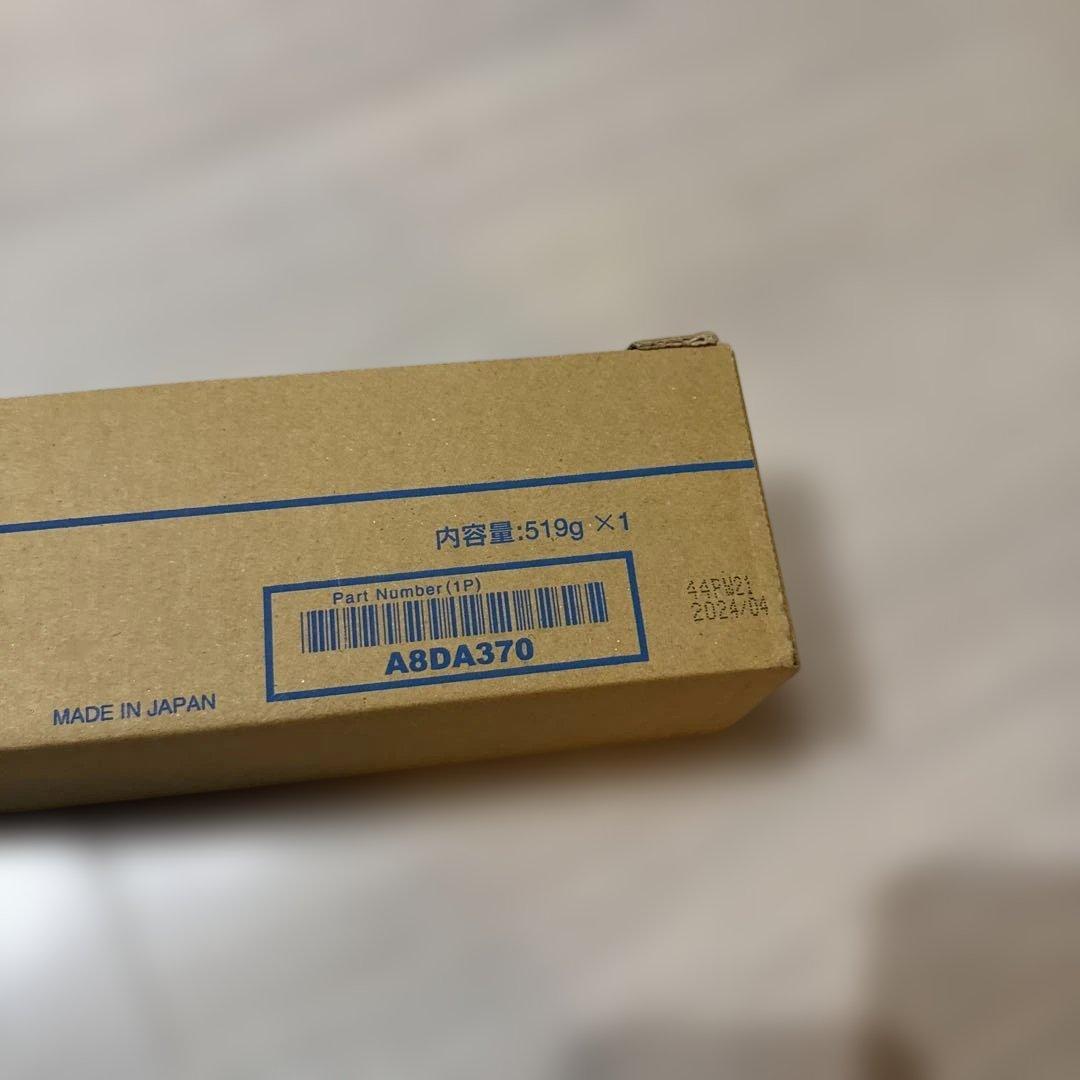 内容量:519g ×1
Part Number(1P)
A8DA370
MADE IN JAPAN
44PW21
2024/04